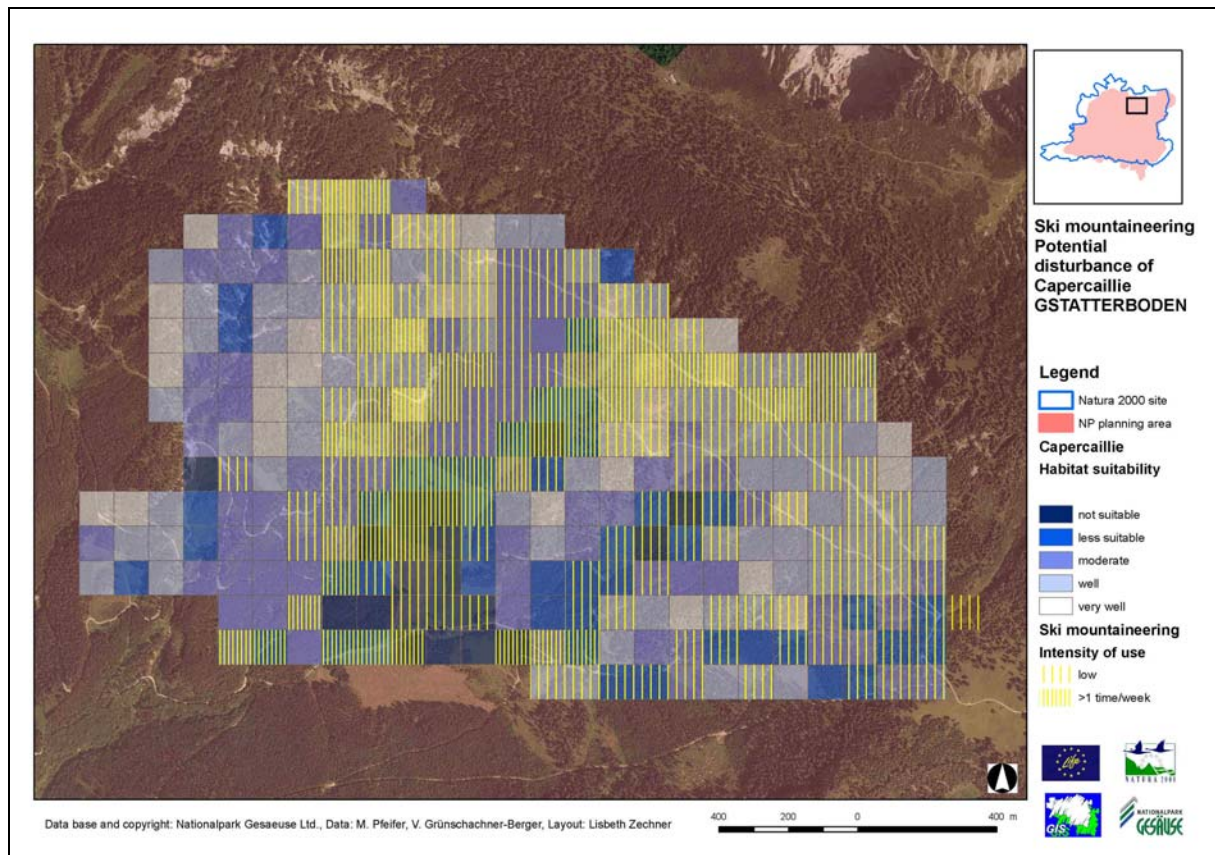 Ski mountaineering
Potential
disturbance of
Capercaillie
GSTATTERBODEN
Legend
Natura 2000 site
NP planning area
Capercaillie
Habitat suitability
not suitable
less suitable
moderate
well
very well
Ski mountaineering
Intensity of use
low
>1 time/week
Life
NATURA 2000
GIS
NATIONALPARK
GESÄUSE
Data base and copyright: Nationalpark Gesaeuse Ltd., Data: M. Pfeifer, V. Grünschachner-Berger, Layout: Lisbeth Zechner
400 200 0 400 m